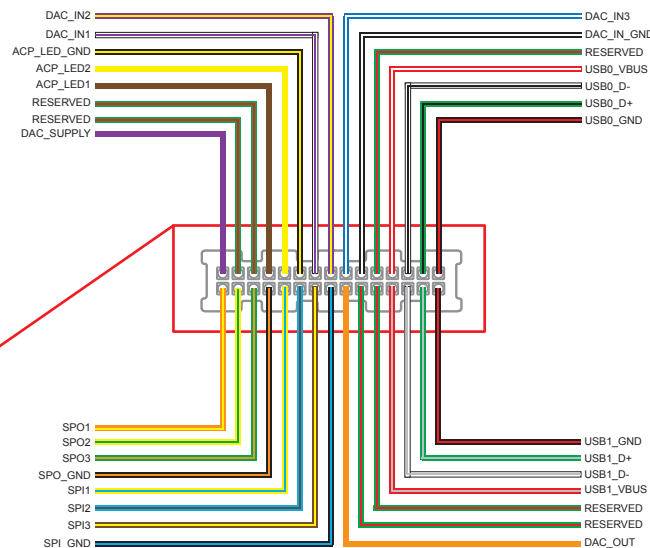 DAC_IN2
DAC_IN1
ACP_LED_GND
ACP_LED2
ACP_LED1
RESERVED
RESERVED
DAC_SUPPLY
DAC_IN3
DAC_IN_GND
RESERVED
USB0_VBUS
USB0_D-
USB0_D+
USB0_GND
SPO1
SPO2
SPO3
SPO_GND
SPI1
SPI2
SPI3
SPI_GND
USB1_GND
USB1_D+
USB1_D-
USB1_VBUS
RESERVED
RESERVED
DAC_OUT